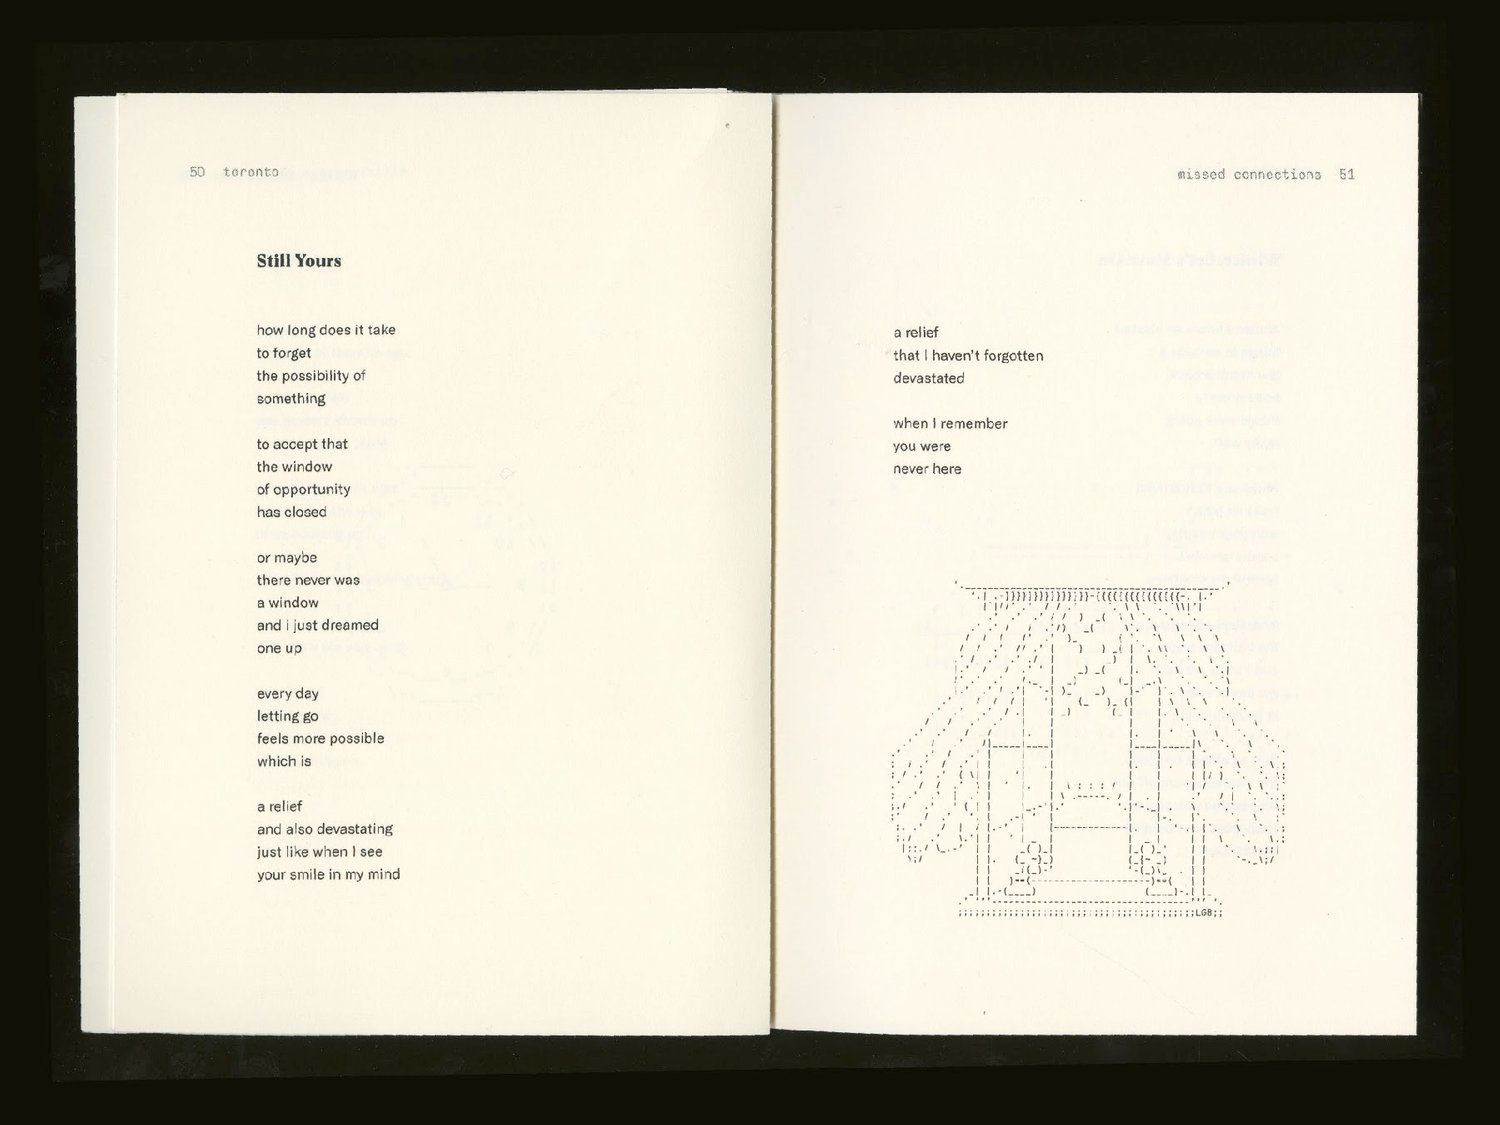 50 toronto
Still Yours
how long does it take
to forget
the possibility of
something
to accept that
the window
of opportunity
has closed
or maybe
there never was
a window
and i just dreamed
one up
every day
letting go
feels more possible
which is
a relief
and also devastating
just like when I see
your smile in my mind
missed connections 51
a relief
that I haven't forgotten
devastated
when I remember
you were
never here
LGB